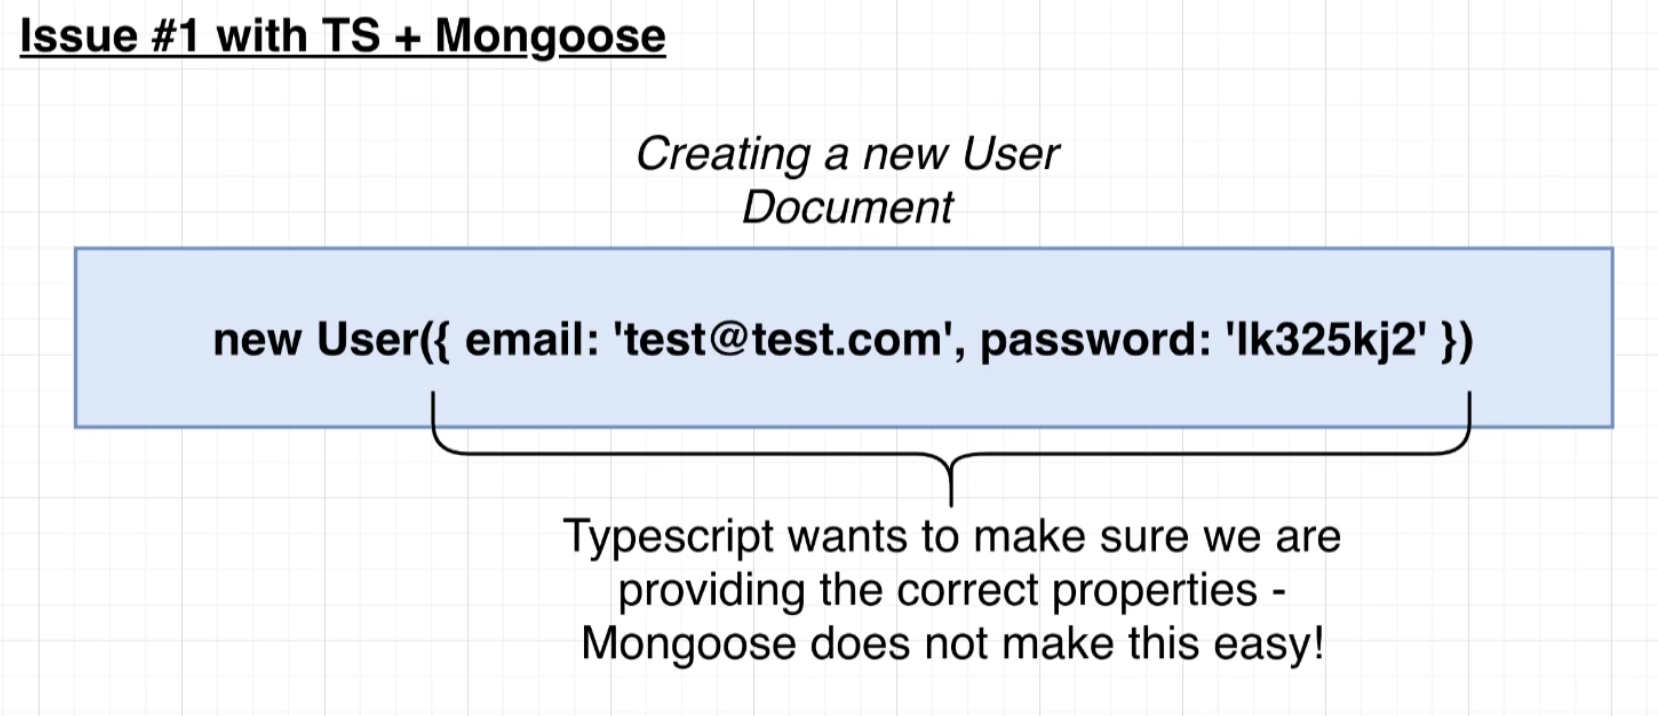 Issue #1 with TS + Mongoose
Creating a new User
Document
new User({ email: 'test@test.com', password: 'lk325kj2' })
Typescript wants to make sure we are
providing the correct properties -
Mongoose does not make this easy!